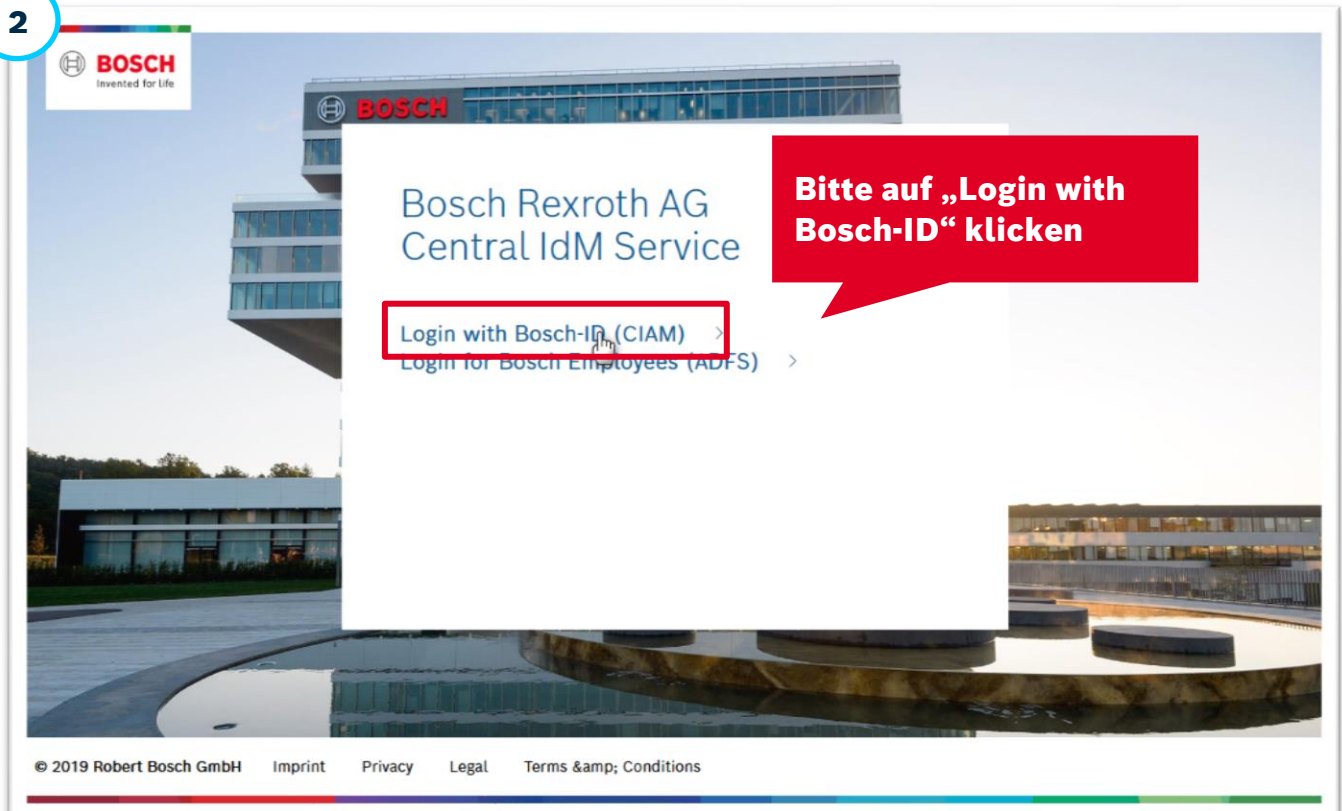 2
BOSCH
Invented for life
BOSCH
Bosch Rexroth AG
Central IdM Service
Bitte auf „Login with
Bosch-ID“ klicken
Login with Bosch-ID (CIAM)
Login for Bosch Employees (ADFS)
© 2019 Robert Bosch GmbH Imprint Privacy Legal Terms &amp; Conditions